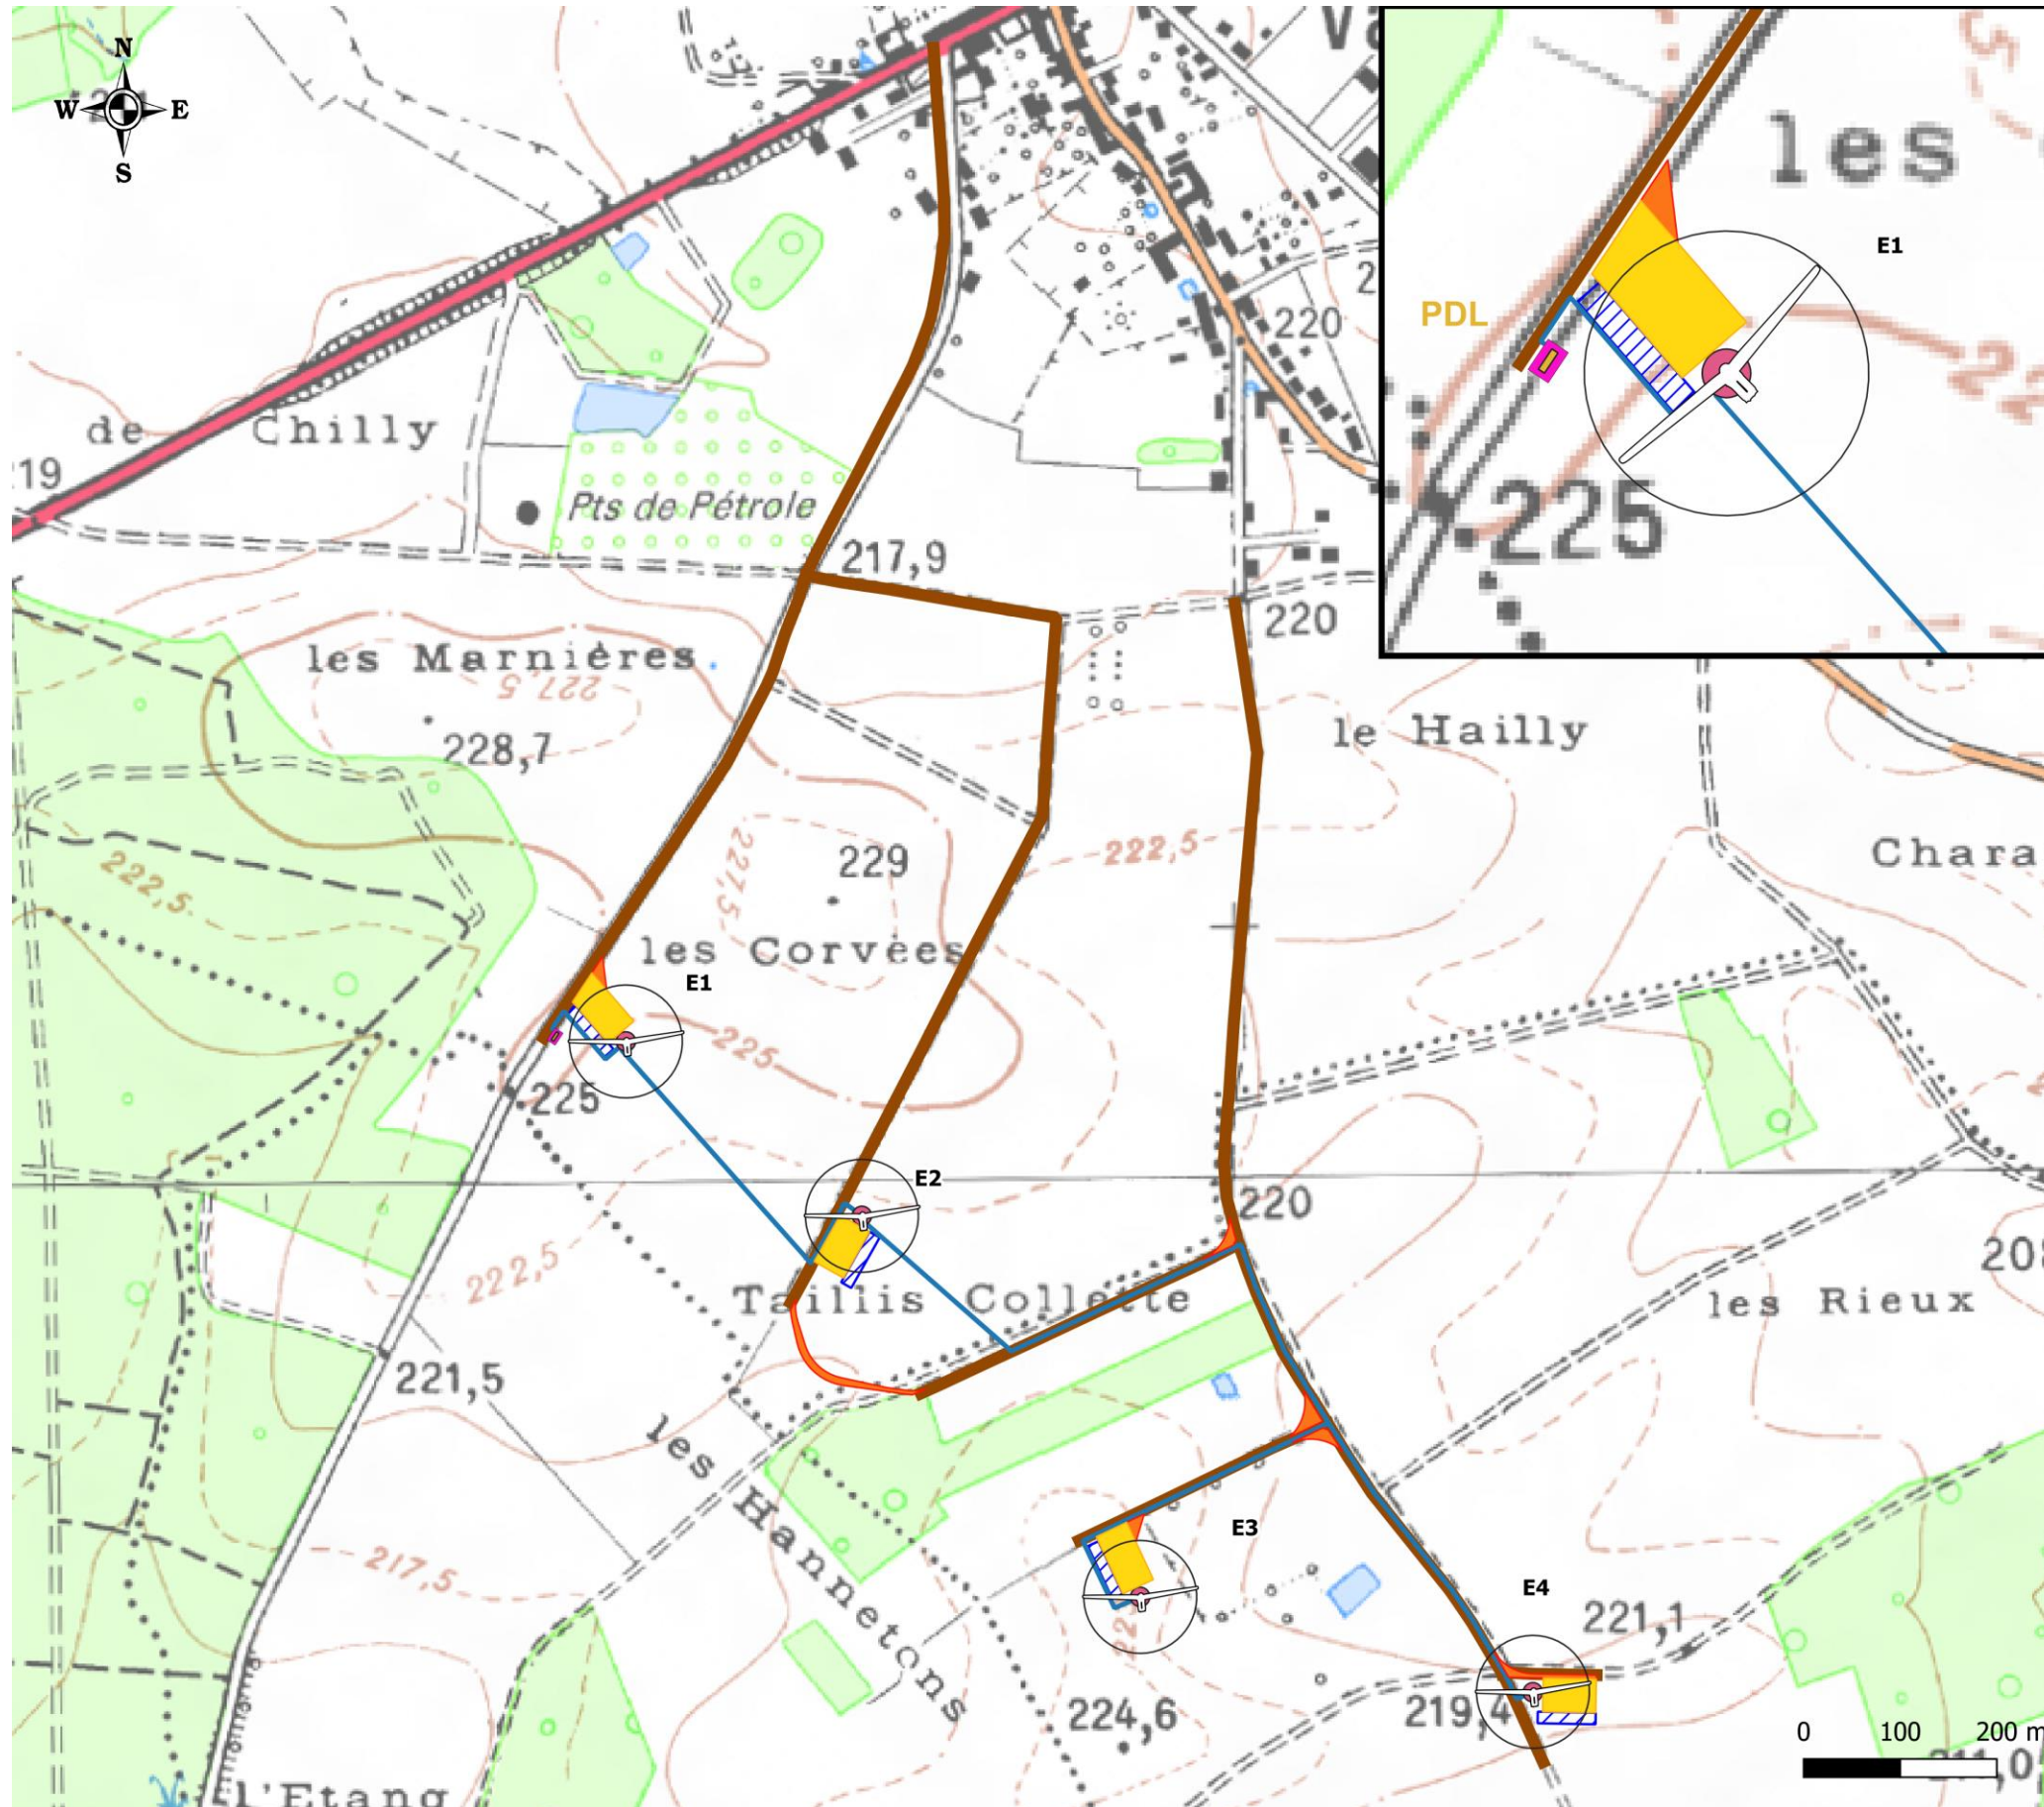 N
W E
S
de Chilly
Pts de Pétrole
217,9
220
220
les Marnières
227,5
228,7
le Hailly
222,5
229
227,5
222,5
Chara
les Corvées
E1
225
225
E2
220
222,5
Taillis Collette
les Rieux
221,5
les Hannetons
217,5
E3
E4
221,1
224,6
219,4
0 100 200 m
l'Etang
les
E1
PDL
225